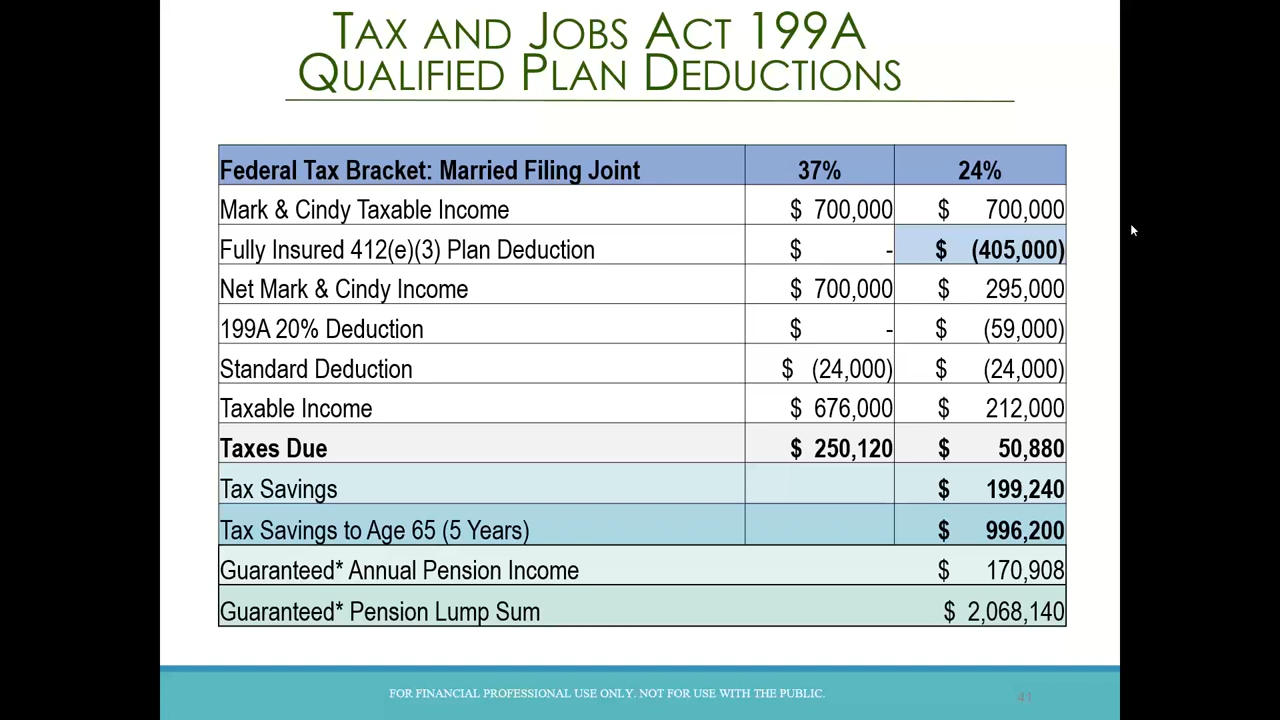 TAX AND JOBS ACT 199A
QUALIFIED PLAN DEDUCTIONS
Federal Tax Bracket: Married Filing Joint 37% 24%
Mark & Cindy Taxable Income $ 700,000 $ 700,000
Fully Insured 412(e)(3) Plan Deduction $ - $ (405,000)
Net Mark & Cindy Income $ 700,000 $ 295,000
199A 20% Deduction $ - $ (59,000)
Standard Deduction $ (24,000) $ (24,000)
Taxable Income $ 676,000 $ 212,000
Taxes Due $ 250,120 $ 50,880
Tax Savings $ 199,240
Tax Savings to Age 65 (5 Years) $ 996,200
Guaranteed* Annual Pension Income $ 170,908
Guaranteed* Pension Lump Sum $ 2,068,140
FOR FINANCIAL PROFESSIONAL USE ONLY. NOT FOR USE WITH THE PUBLIC.
41